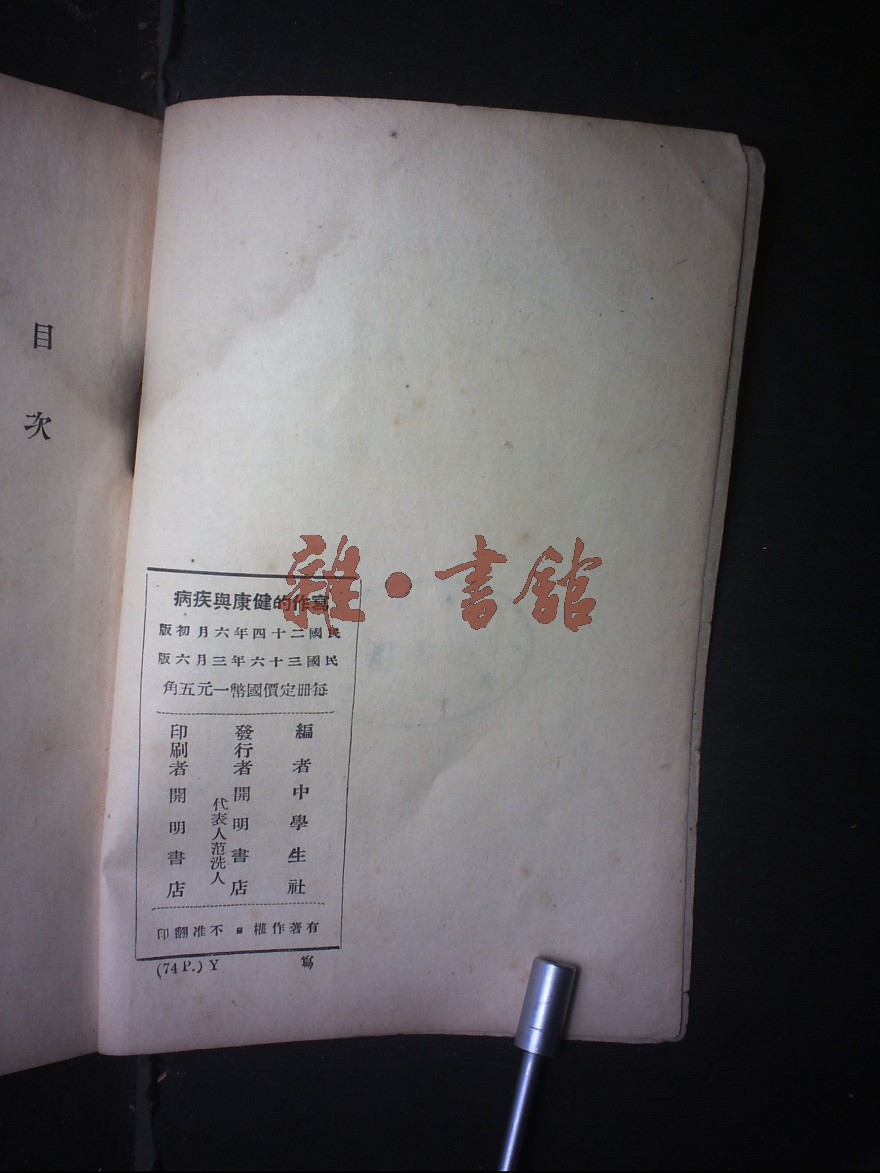 目次
雜·書館
寫作的健康與疾病
民國二十四年六月初版
民國三十六年三月六版
每冊定價國幣一元五角
編者中學生社
發行者開明書店
代表人范洗人
印刷者開明書店
有著作權■不准翻印
寫
(74 P.) Y